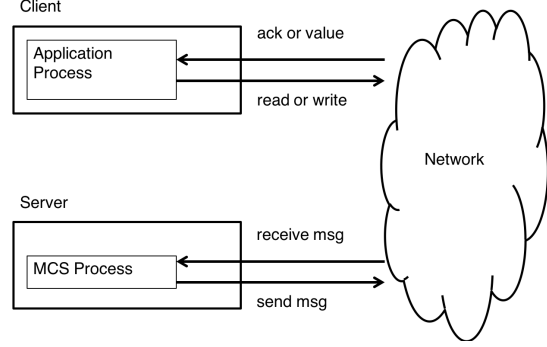 Client
Application
Process
ack or value
read or write
Network
Server
MCS Process
receive msg
send msg